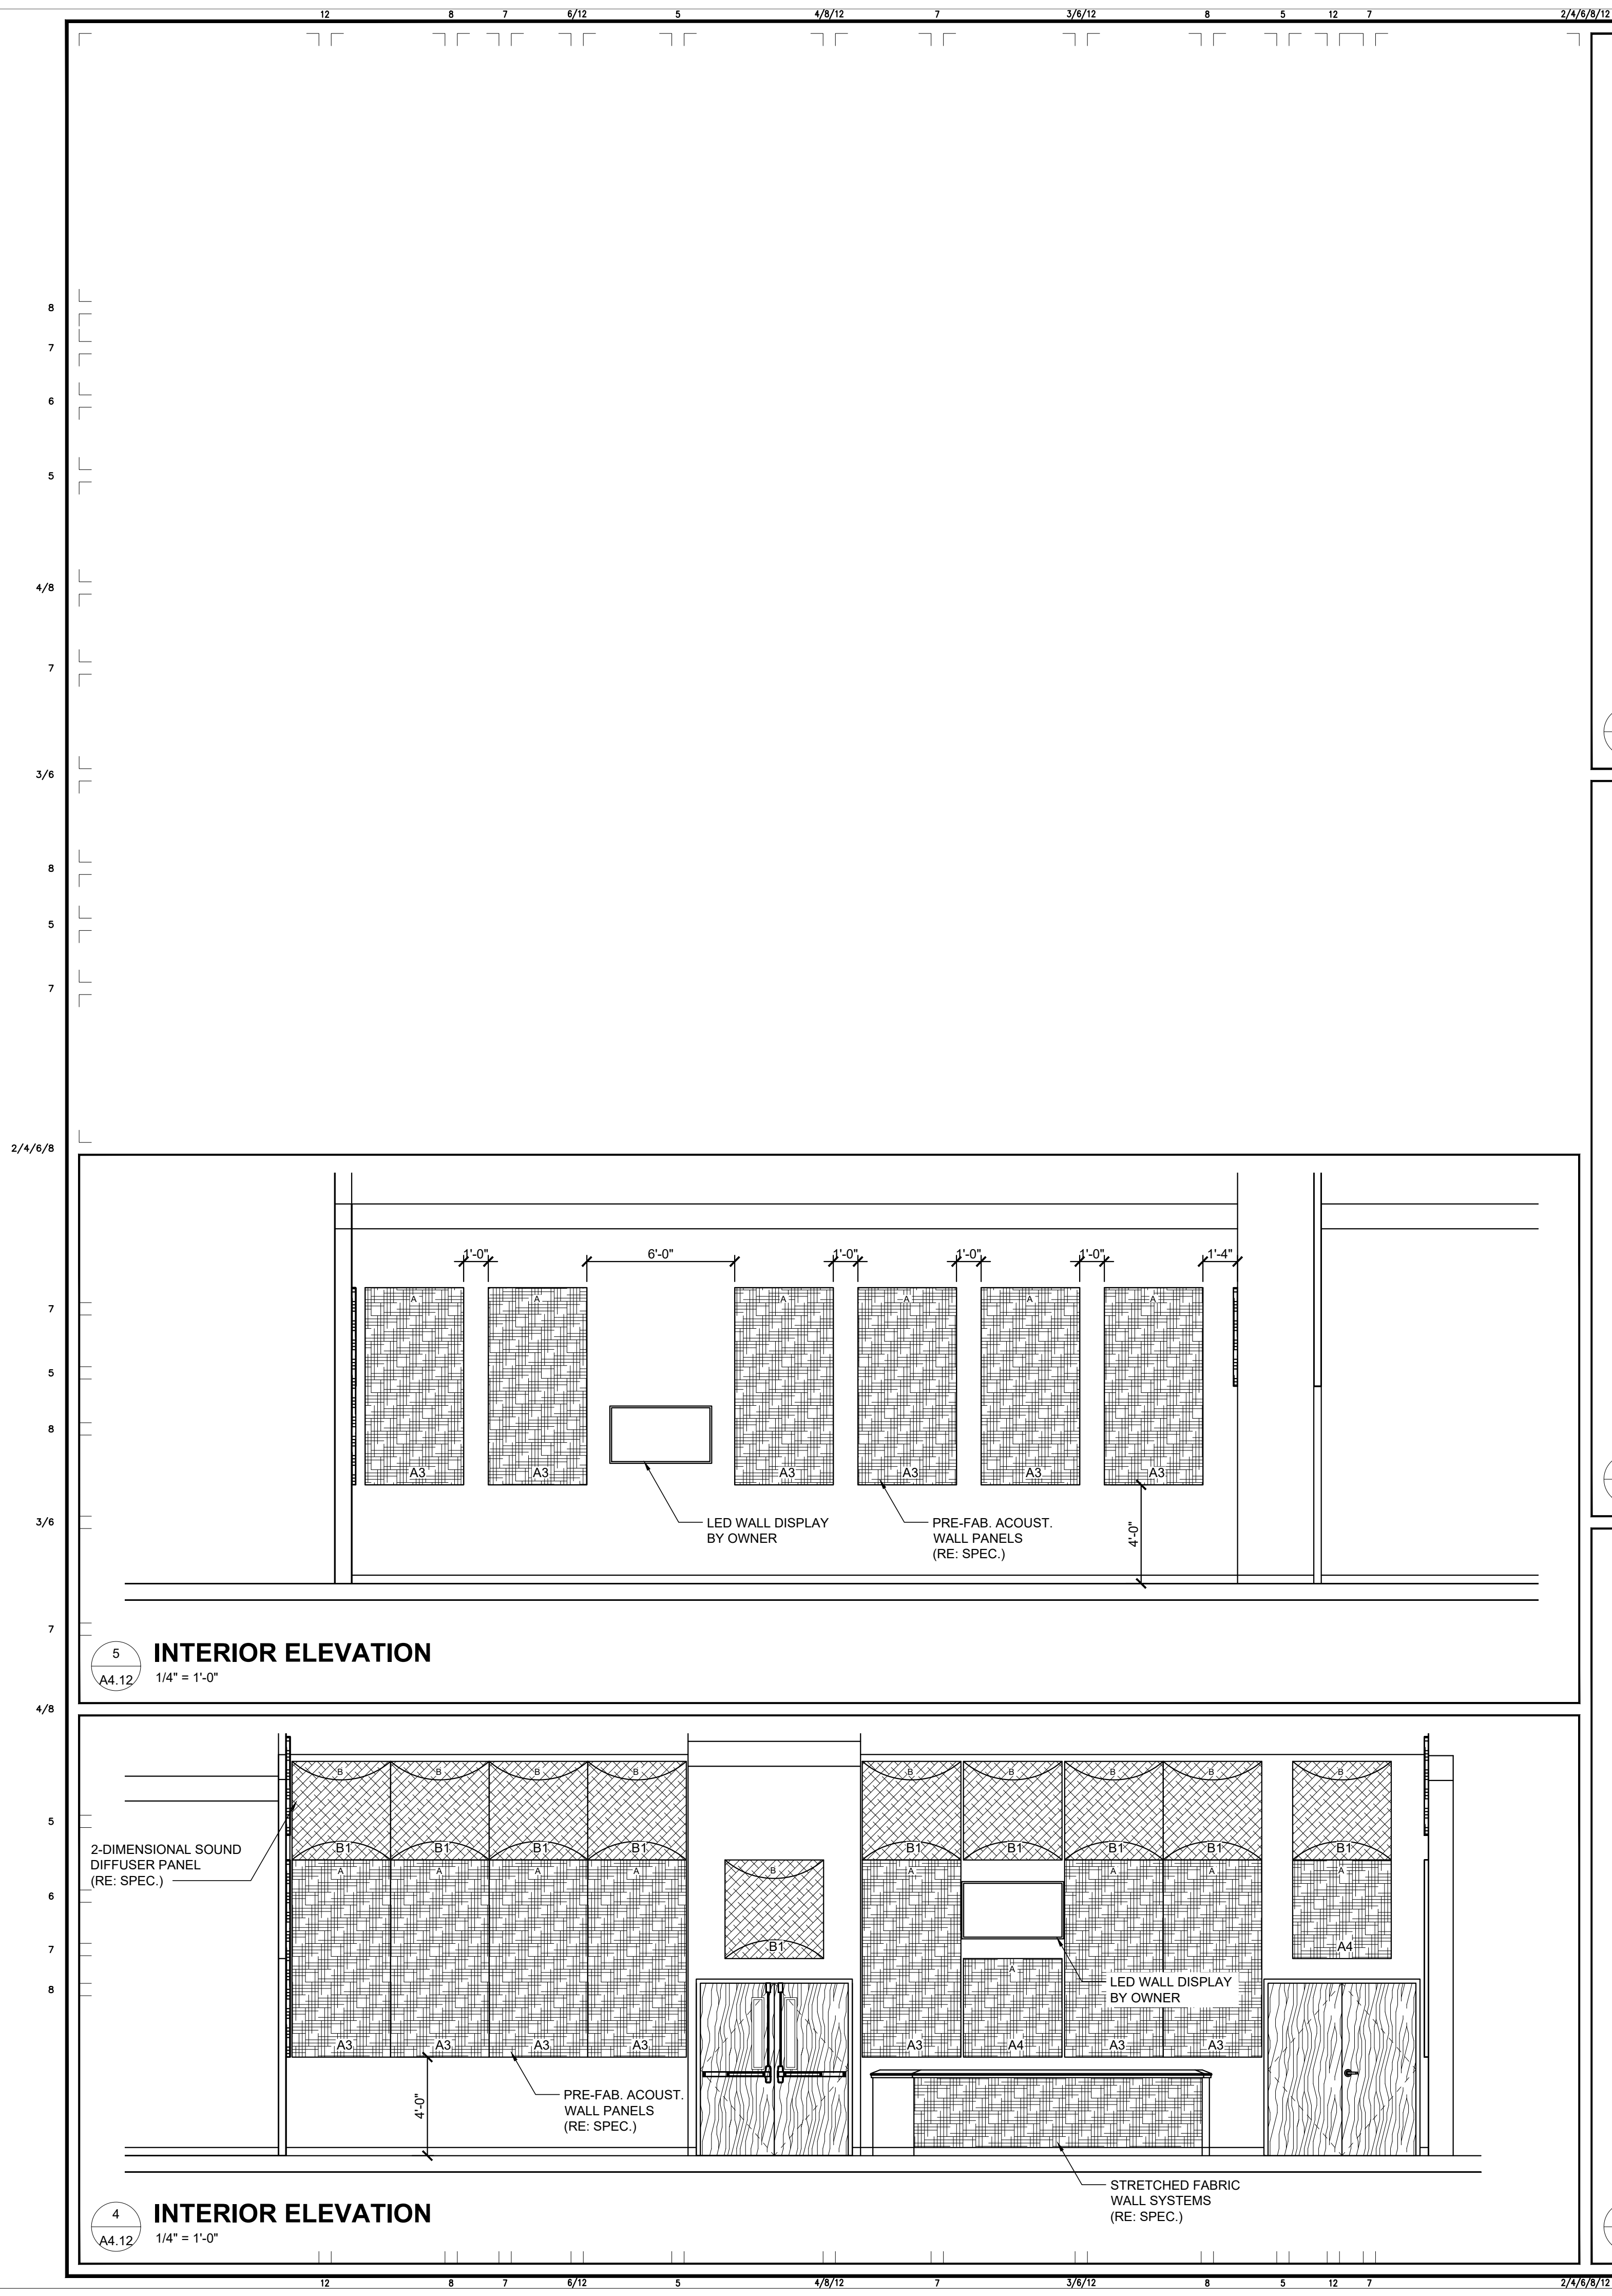 12 8 7 6/12 5 4/8/12 7 3/6/12 8 5 12 7 2/4/6/8/12
8
7
6
5
4/8
7
3/6
8
5
7
2/4/6/8
1'-0" 6'-0" 1'-0" 1'-0" 1'-0" 1'-4"
A A A A A A
7
5
8
A3 A3 A3 A3 A3 A3
3/6
LED WALL DISPLAY
BY OWNER
PRE-FAB. ACOUST.
WALL PANELS
(RE: SPEC.)
4'-0"
7
5
A4.12
INTERIOR ELEVATION
1/4" = 1'-0"
4/8
B B B B B B B B B
5
2-DIMENSIONAL SOUND
DIFFUSER PANEL
(RE: SPEC.)
B1 B1 B1 B1 B1 B1 B1 B1 B1
A A A A B A A A A
6
7
B1 A4
A
8
LED WALL DISPLAY
BY OWNER
A3 A3 A3 A3 A3 A4 A3 A3
4'-0"
PRE-FAB. ACOUST.
WALL PANELS
(RE: SPEC.)
STRETCHED FABRIC
WALL SYSTEMS
(RE: SPEC.)
4
A4.12
INTERIOR ELEVATION
1/4" = 1'-0"
12 8 7 6/12 5 4/8/12 7 3/6/12 8 5 12 7 2/4/6/8/12